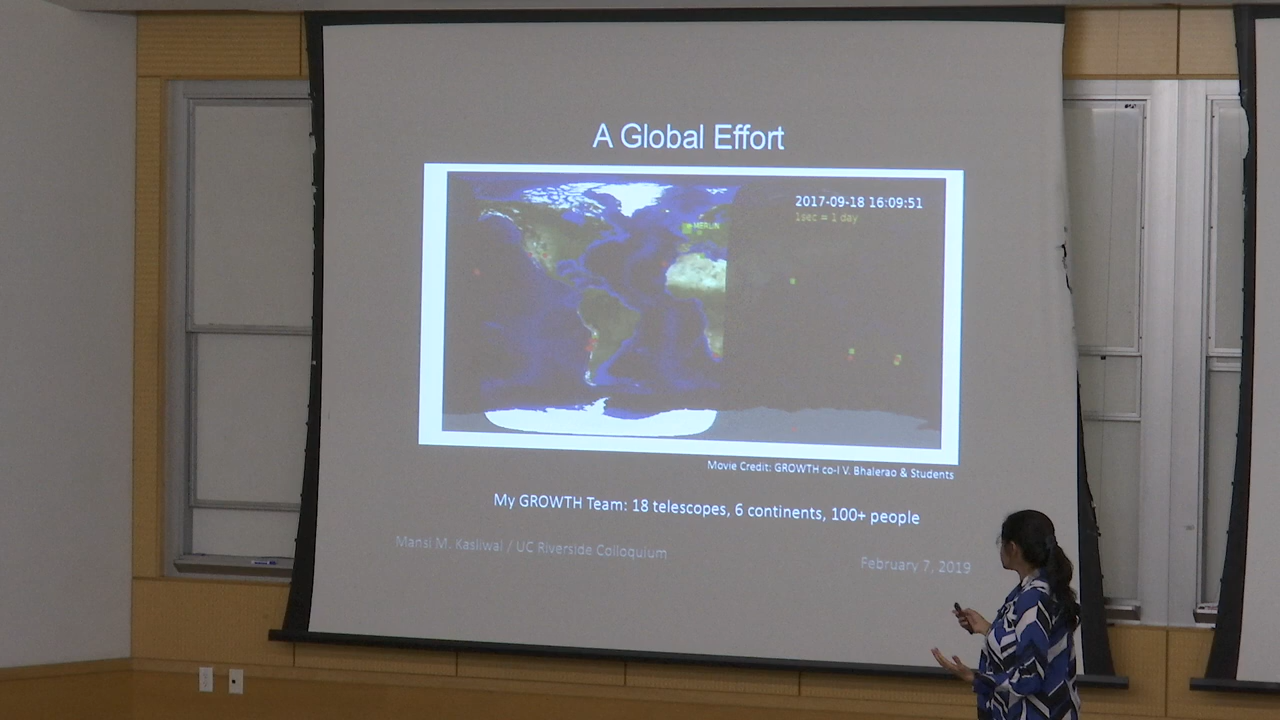 A Global Effort
2017-09-18 16:09:51
1sec = 1 day
MERLIN
Movie Credit: GROWTH co-I V. Bhalerao & Students
My GROWTH Team: 18 telescopes, 6 continents, 100+ people
Mansi M. Kasliwal / UC Riverside Colloquium
February 7, 2019